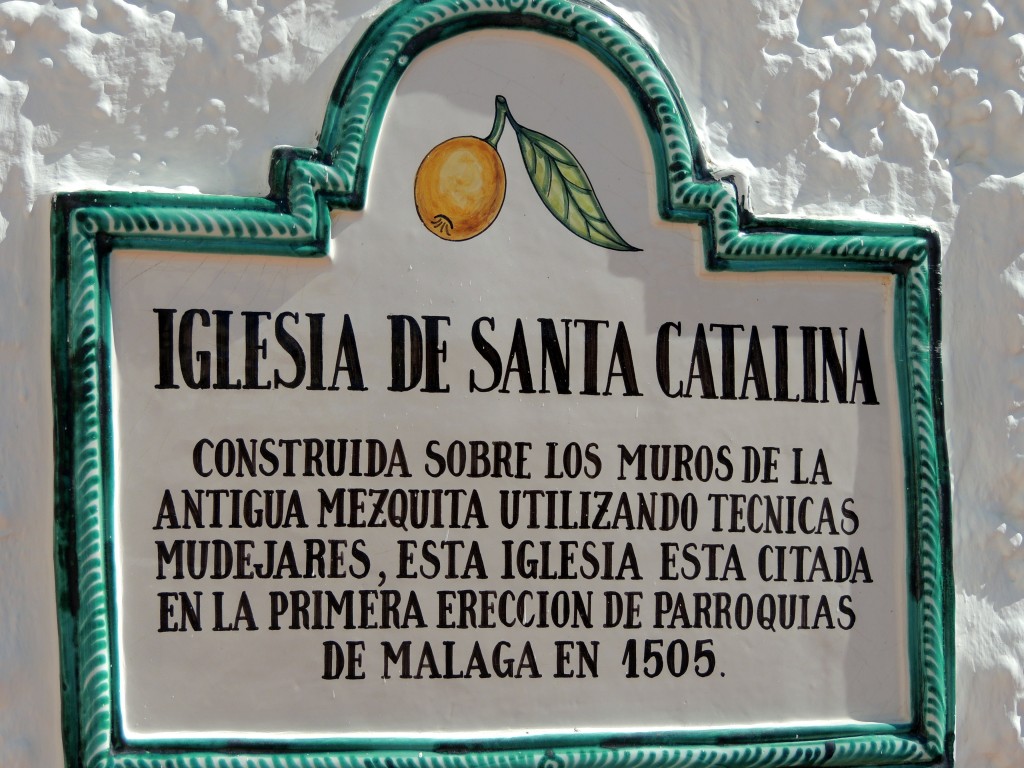 IGLESIA DE SANTA CATALINA
CONSTRUIDA SOBRE LOS MUROS DE LA
ANTIGUA MEZQUITA UTILIZANDO TECNICAS
MUDEJARES, ESTA IGLESIA ESTA CITADA
EN LA PRIMERA ERECCION DE PARROQUIAS
DE MALAGA EN 1505.